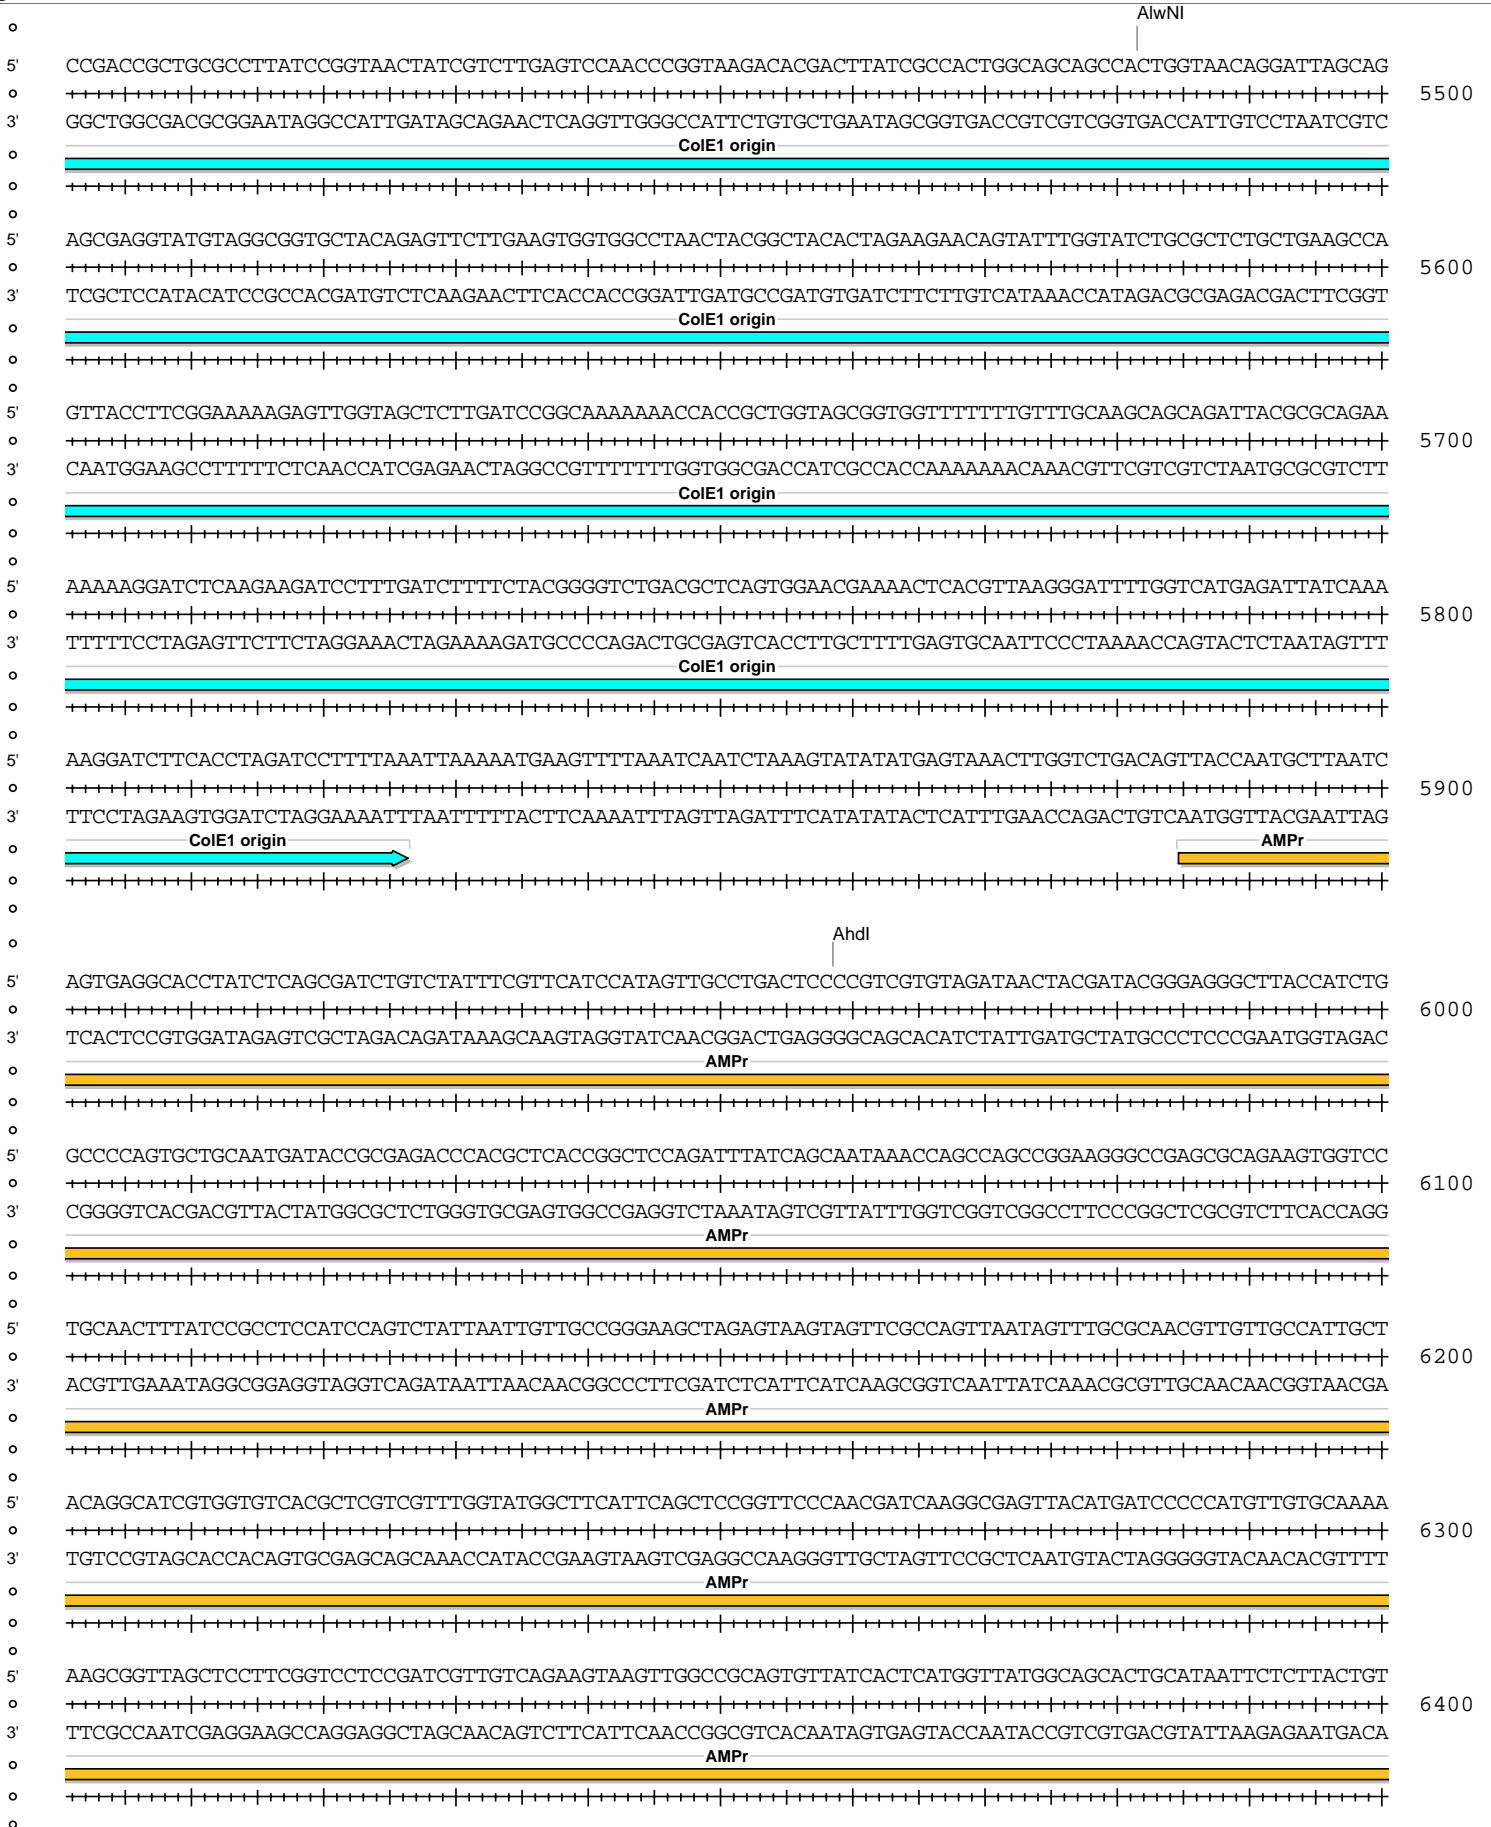 AlwNI
5' CCGACCGCTGCGCCTTATCCGGTAACTATCGTCTTGAGTCCAACCCGGTAAGACACGACTTATCGCCACTGGCAGCAGCCACTGGTAACAGGATTAGCAG
5500
3' GGCTGGCGACGCGGAATAGGCCATTGATAGCAGAACTCAGGTTGGGCCATTCTGTGCTGAATAGCGGTGACCGTCGTCGGTGACCATTGTCCTAATCGTC
ColE1 origin
5' AGCGAGGTATGTAGGCGGTGCTACAGAGTTCTTGAAGTGGTGGCCTAACTACGGCTACACTAGAAGAACAGTATTTGGTATCTGCGCTCTGCTGAAGCCA
5600
3' TCGCTCCATACATCCGCCACGATGTCTCAAGAACTTCACCACCGGATTGATGCCGATGTGATCTTCTTGTCATAAACCATAGACGCGAGACGACTTCGGT
ColE1 origin
5' GTTACCTTCGGAAAAAGAGTTGGTAGCTCTTGATCCGGCAAAAAAACCACCGCTGGTAGCGGTGGTTTTTTTGTTTGCAAGCAGCAGATTACGCGCAGAA
5700
3' CAATGGAAGCCTTTTTCTCAACCATCGAGAACTAGGCCGTTTTTTTGGTGGCGACCATCGCCACCAAAAAAACAAACGTTCGTCGTCTAATGCGCGTCTT
ColE1 origin
5' AAAAAGGATCTCAAGAAGATCCTTTGATCTTTTCTACGGGGTCTGACGCTCAGTGGAACGAAAACTCACGTTAAGGGATTTTGGTCATGAGATTATCAAA
5800
3' TTTTTCCTAGAGTTCTTCTAGGAAACTAGAAAAGATGCCCCAGACTGCGAGTCACCTTGCTTTTGAGTGCAATTCCCTAAAACCAGTACTCTAATAGTTT
ColE1 origin
5' AAGGATCTTCACCTAGATCCTTTTAAATTAAAAATGAAGTTTTAAATCAATCTAAAGTATATATGAGTAAACTTGGTCTGACAGTTACCAATGCTTAATC
5900
3' TTCCTAGAAGTGGATCTAGGAAAATTTAATTTTTACTTCAAAATTTAGTTAGATTTCATATATACTCATTTGAACCAGACTGTCAATGGTTACGAATTAG
ColE1 origin AMPr
AhdI
5' AGTGAGGCACCTATCTCAGCGATCTGTCTATTTCGTTCATCCATAGTTGCCTGACTCCCCGTCGTGTAGATAACTACGATACGGGAGGGCTTACCATCTG
6000
3' TCACTCCGTGGATAGAGTCGCTAGACAGATAAAGCAAGTAGGTATCAACGGACTGAGGGGCAGCACATCTATTGATGCTATGCCCTCCCGAATGGTAGAC
AMPr
5' GCCCCAGTGCTGCAATGATACCGCGAGACCCACGCTCACCGGCTCCAGATTTATCAGCAATAAACCAGCCAGCCGGAAGGGCCGAGCGCAGAAGTGGTCC
6100
3' CGGGGTCACGACGTTACTATGGCGCTCTGGGTGCGAGTGGCCGAGGTCTAAATAGTCGTTATTTGGTCGGTCGGCCTTCCCGGCTCGCGTCTTCACCAGG
AMPr
5' TGCAACTTTATCCGCCTCCATCCAGTCTATTAATTGTTGCCGGGAAGCTAGAGTAAGTAGTTCGCCAGTTAATAGTTTGCGCAACGTTGTTGCCATTGCT
6200
3' ACGTTGAAATAGGCGGAGGTAGGTCAGATAATTAACAACGGCCCTTCGATCTCATTCATCAAGCGGTCAATTATCAAACGCGTTGCAACAACGGTAACGA
AMPr
5' ACAGGCATCGTGGTGTCACGCTCGTCGTTTGGTATGGCTTCATTCAGCTCCGGTTCCCAACGATCAAGGCGAGTTACATGATCCCCCATGTTGTGCAAAA
6300
3' TGTCCGTAGCACCACAGTGCGAGCAGCAAACCATACCGAAGTAAGTCGAGGCCAAGGGTTGCTAGTTCCGCTCAATGTACTAGGGGGTACAACACGTTTT
AMPr
5' AAGCGGTTAGCTCCTTCGGTCCTCCGATCGTTGTCAGAAGTAAGTTGGCCGCAGTGTTATCACTCATGGTTATGGCAGCACTGCATAATTCTCTTACTGT
6400
3' TTCGCCAATCGAGGAAGCCAGGAGGCTAGCAACAGTCTTCATTCAACCGGCGTCACAATAGTGAGTACCAATACCGTCGTGACGTATTAAGAGAATGACA
AMPr